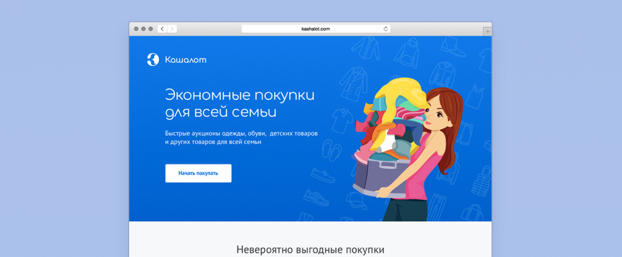 kashalot.com
Кашалот
Экономные покупки
для всей семьи
Быстрые аукционы одежды, обуви, детских товаров
и других товаров для всей семьи
Начать покупать
Невероятно выгодные покупки